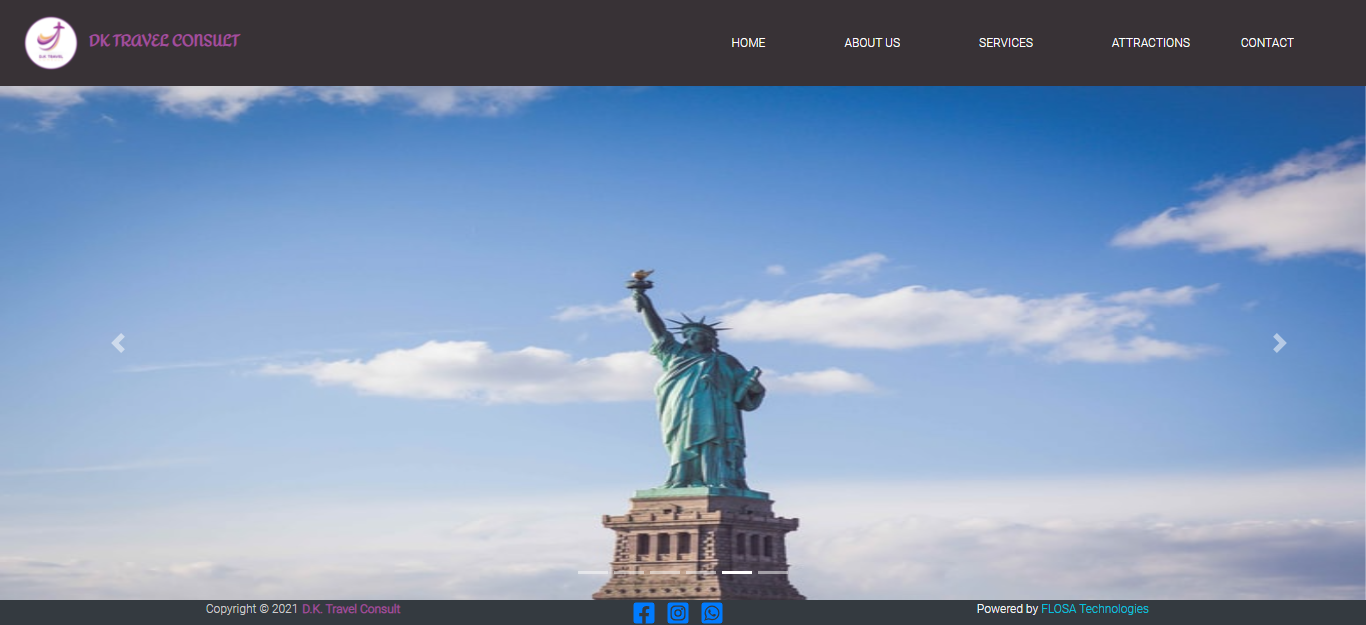 D.K TRAVEL
DK TRAVEL CONSULT
HOME ABOUT US SERVICES ATTRACTIONS CONTACT
Copyright © 2021 D.K. Travel Consult Powered by FLOSA Technologies